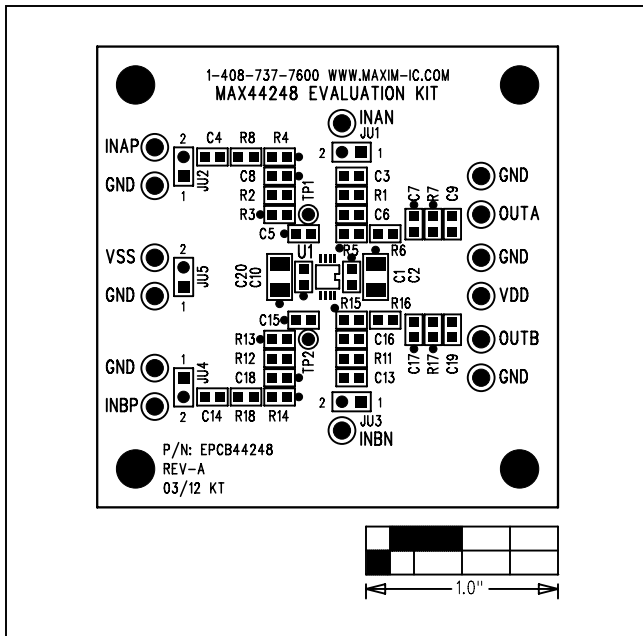 1-408-737-7600 WWW.MAXIM-IC.COM
MAX44248 EVALUATION KIT
INAN
JU1
2 1
INAP
2
C4 R8 R4
GND
JU2
1
C8
R2
R3
TP1
C5
C3
R1
C6
C7 R7 C9
GND
OUTA
VSS
2
JU5
GND
1
C20
C10
U1
R5
R6
C1
C2
GND
VDD
C15
R15
R16
R13
R12
C18
TP2
C16
R11
C13
C17 R17 C19
OUTB
GND
GND
1
JU4
INBP
2
C14 R18 R14
2 1
JU3
INBN
P/N: EPCB44248
REV-A
03/12 KT
1.0"